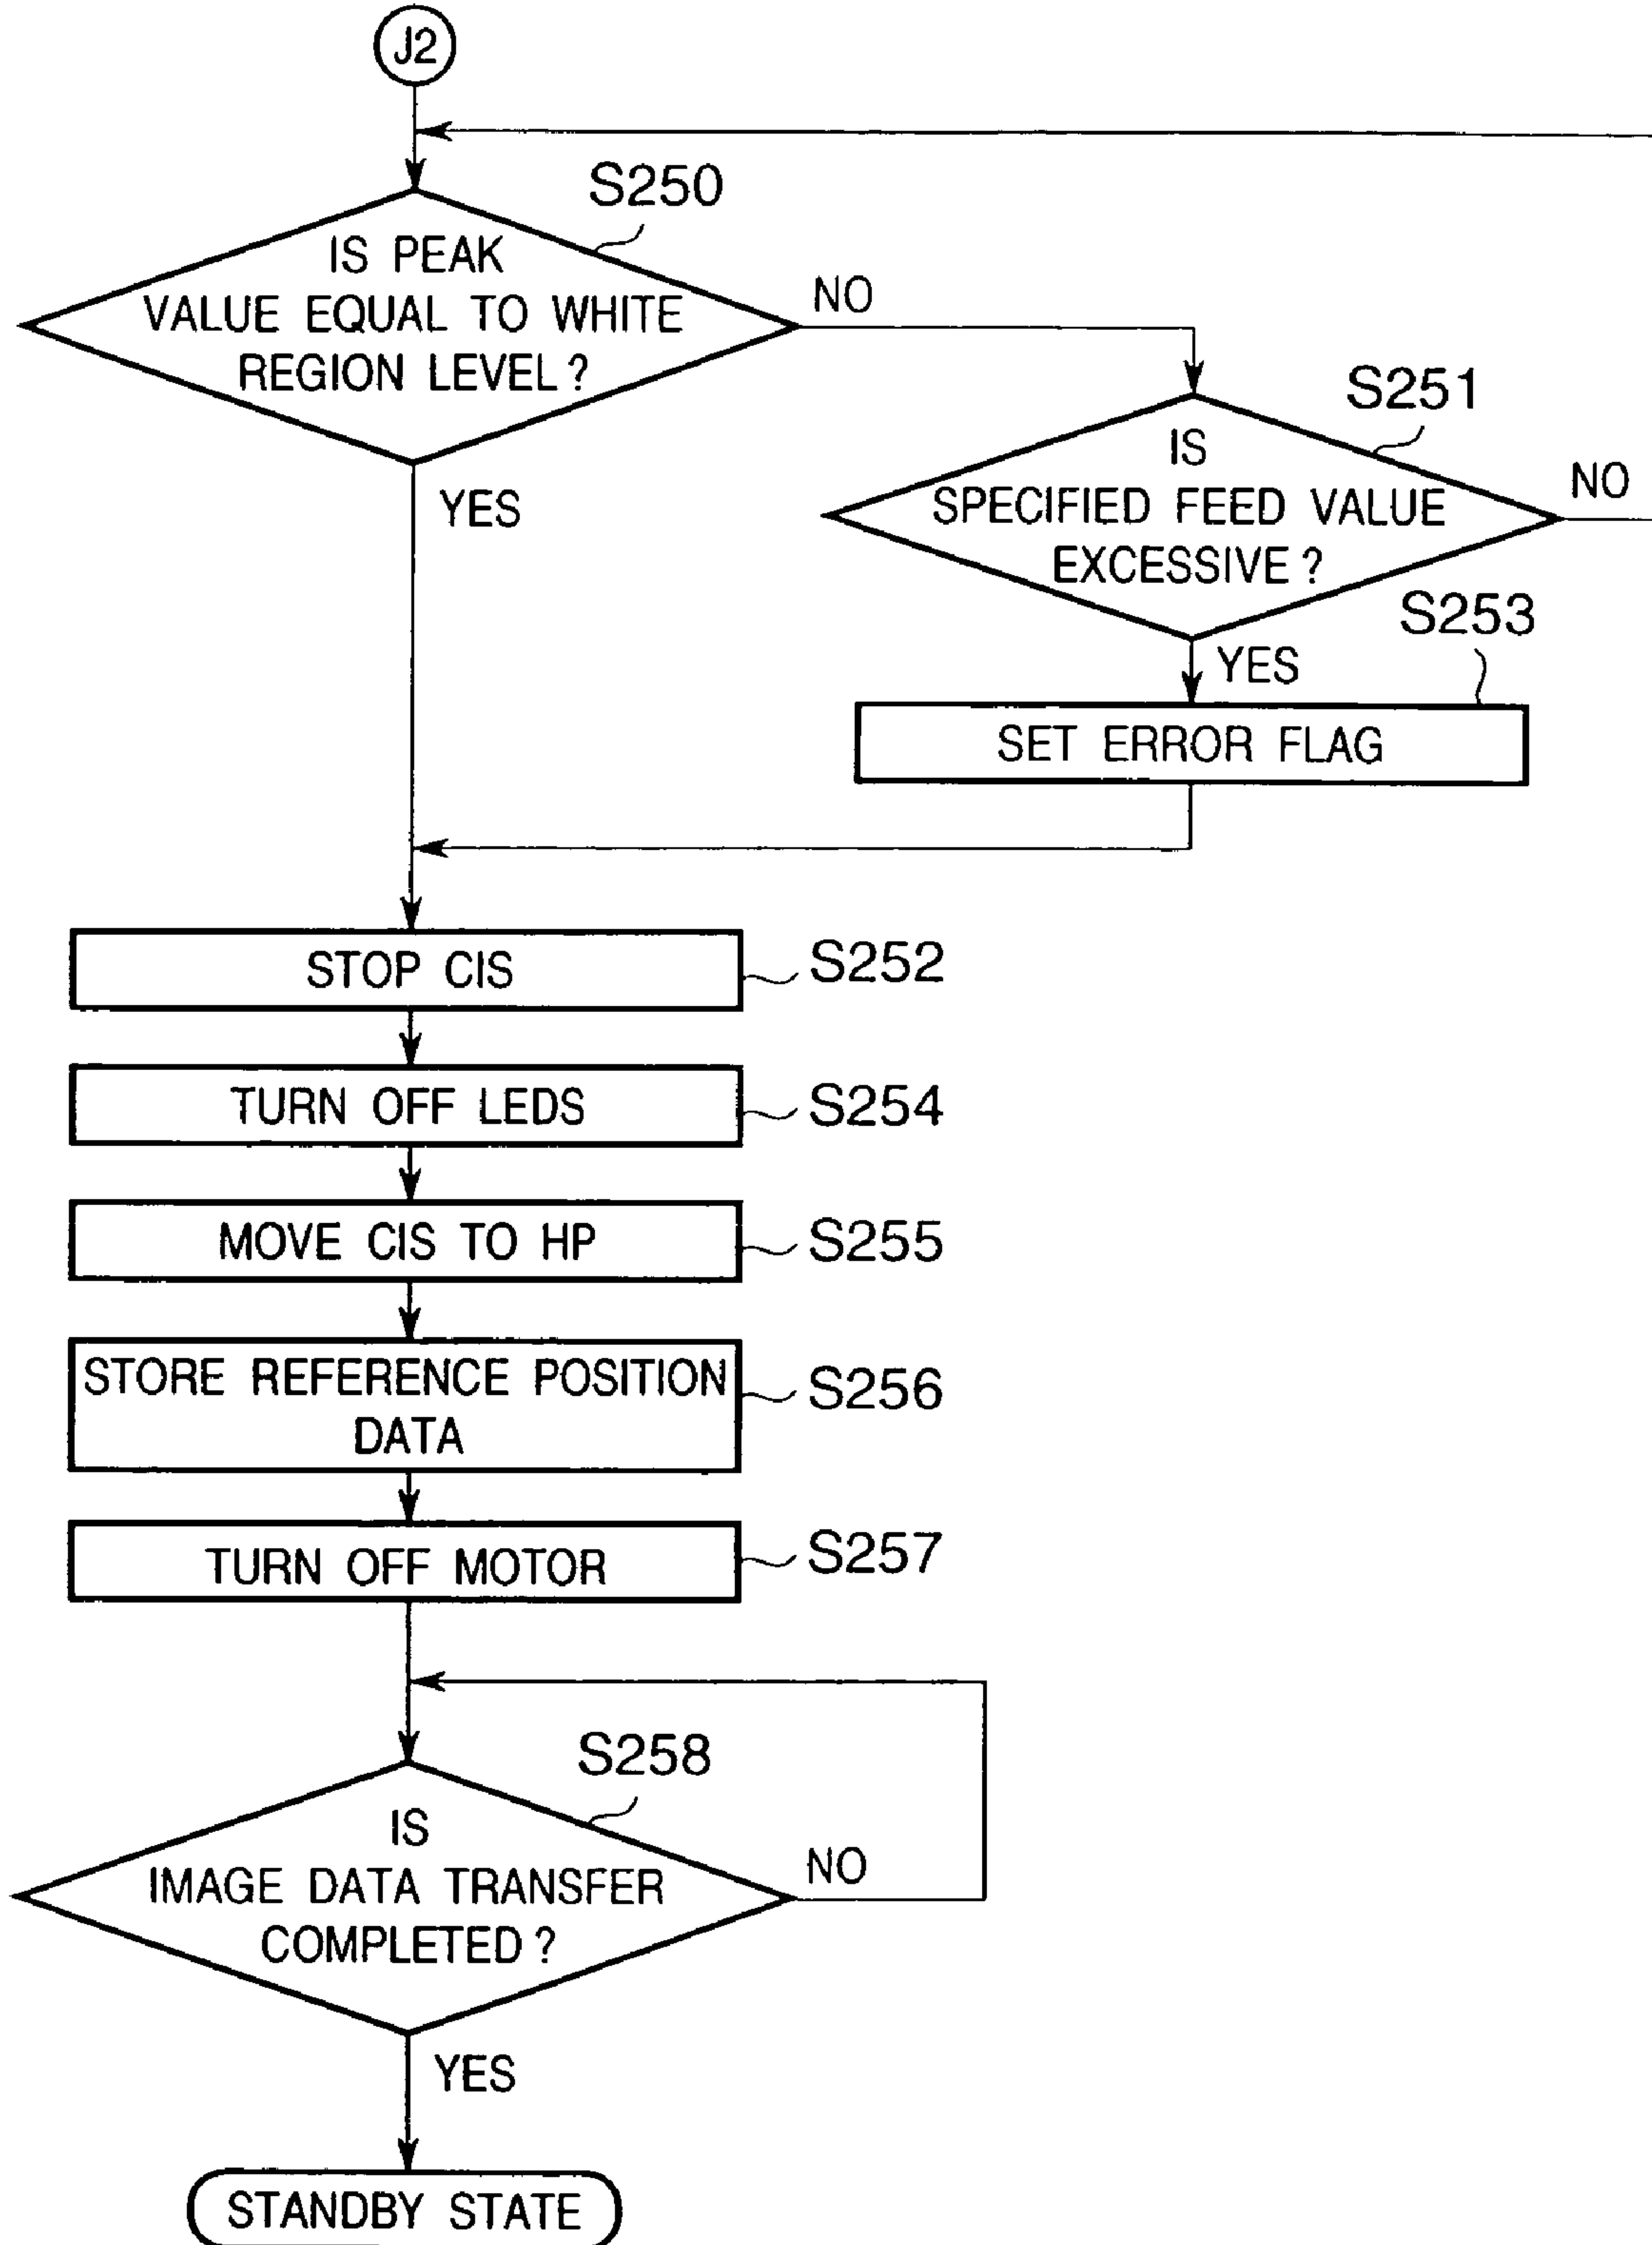 J2
S250
IS PEAK
VALUE EQUAL TO WHITE
REGION LEVEL?
NO
YES
S251
IS
SPECIFIED FEED VALUE
EXCESSIVE?
NO
YES
S253
SET ERROR FLAG
STOP CIS
S252
TURN OFF LEDS
S254
MOVE CIS TO HP
S255
STORE REFERENCE POSITION
DATA
S256
TURN OFF MOTOR
S257
S258
IS
IMAGE DATA TRANSFER
COMPLETED?
NO
YES
STANDBY STATE